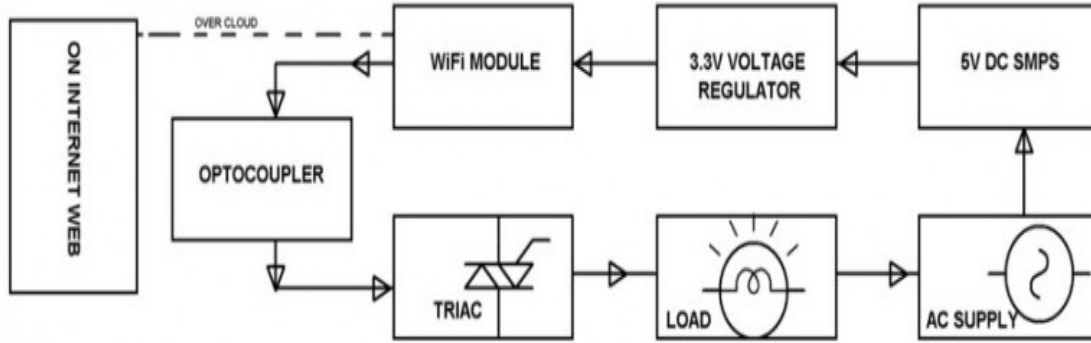 OVER CLOUD
ON INTERNET WEB
WiFi MODULE
3.3V VOLTAGE
REGULATOR
5V DC SMPS
OPTOCOUPLER
TRIAC
LOAD
AC SUPPLY